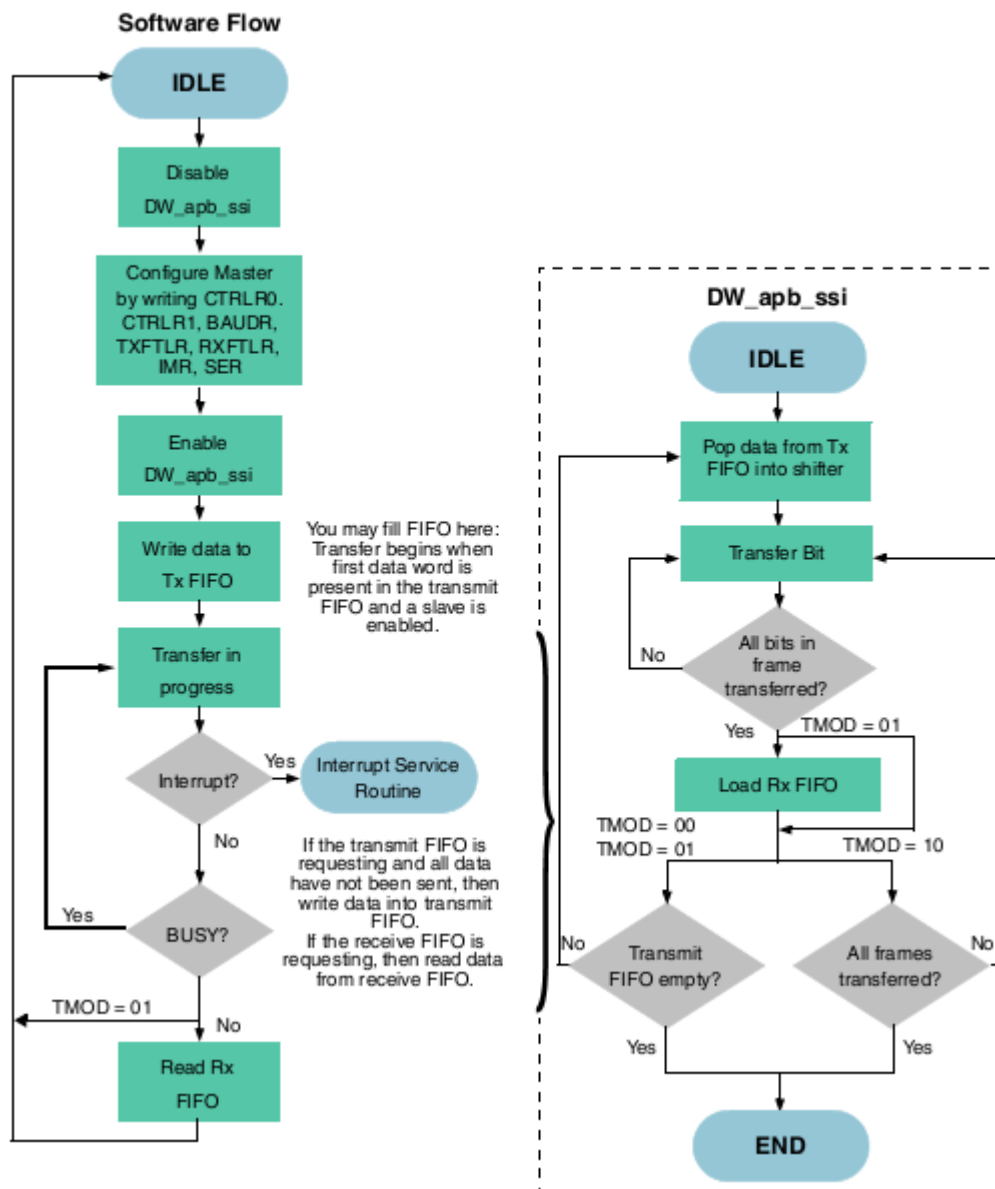 Software Flow
IDLE
Disable
DW_apb_ssi
Configure Master
by writing CTRLR0.
CTRLR1, BAUDR,
TXFTLR, RXFTLR,
IMR, SER
Enable
DW_apb_ssi
Write data to
Tx FIFO
You may fill FIFO here:
Transfer begins when
first data word is
present in the transmit
FIFO and a slave is
enabled.
Transfer in
progress
Interrupt?
Yes
Interrupt Service
Routine
No
If the transmit FIFO is
requesting and all data
have not been sent, then
write data into transmit
FIFO.
If the receive FIFO is
requesting, then read data
from receive FIFO.
Yes
BUSY?
TMOD = 01
No
Read Rx
FIFO
DW_apb_ssi
IDLE
Pop data from Tx
FIFO into shifter
Transfer Bit
No
All bits in
frame
transferred?
Yes
TMOD = 01
Load Rx FIFO
TMOD = 00
TMOD = 01
TMOD = 10
No
Transmit
FIFO empty?
All frames
transferred?
No
Yes
Yes
END